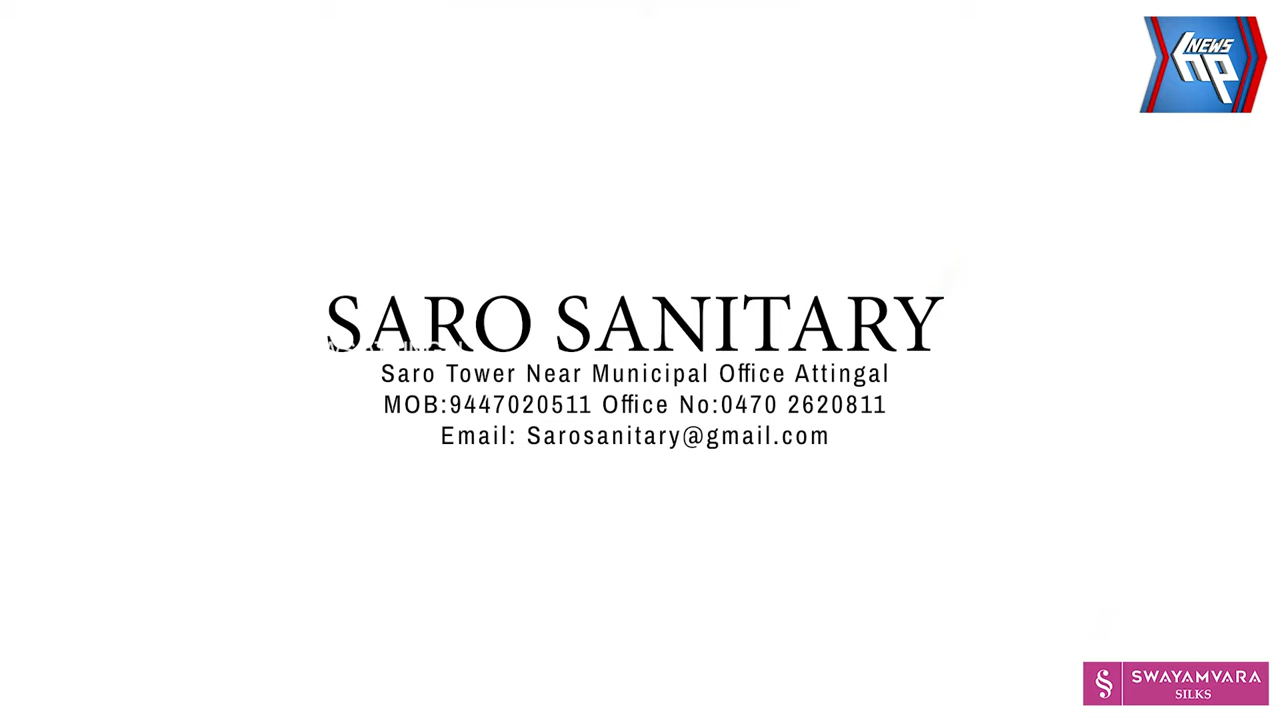 NEWS
hp
SARO SANITARY
Saro Tower Near Municipal Office Attingal
MOB:9447020511 Office No:0470 2620811
Email: Sarosanitary@gmail.com
SWAYAMVARA
SILKS